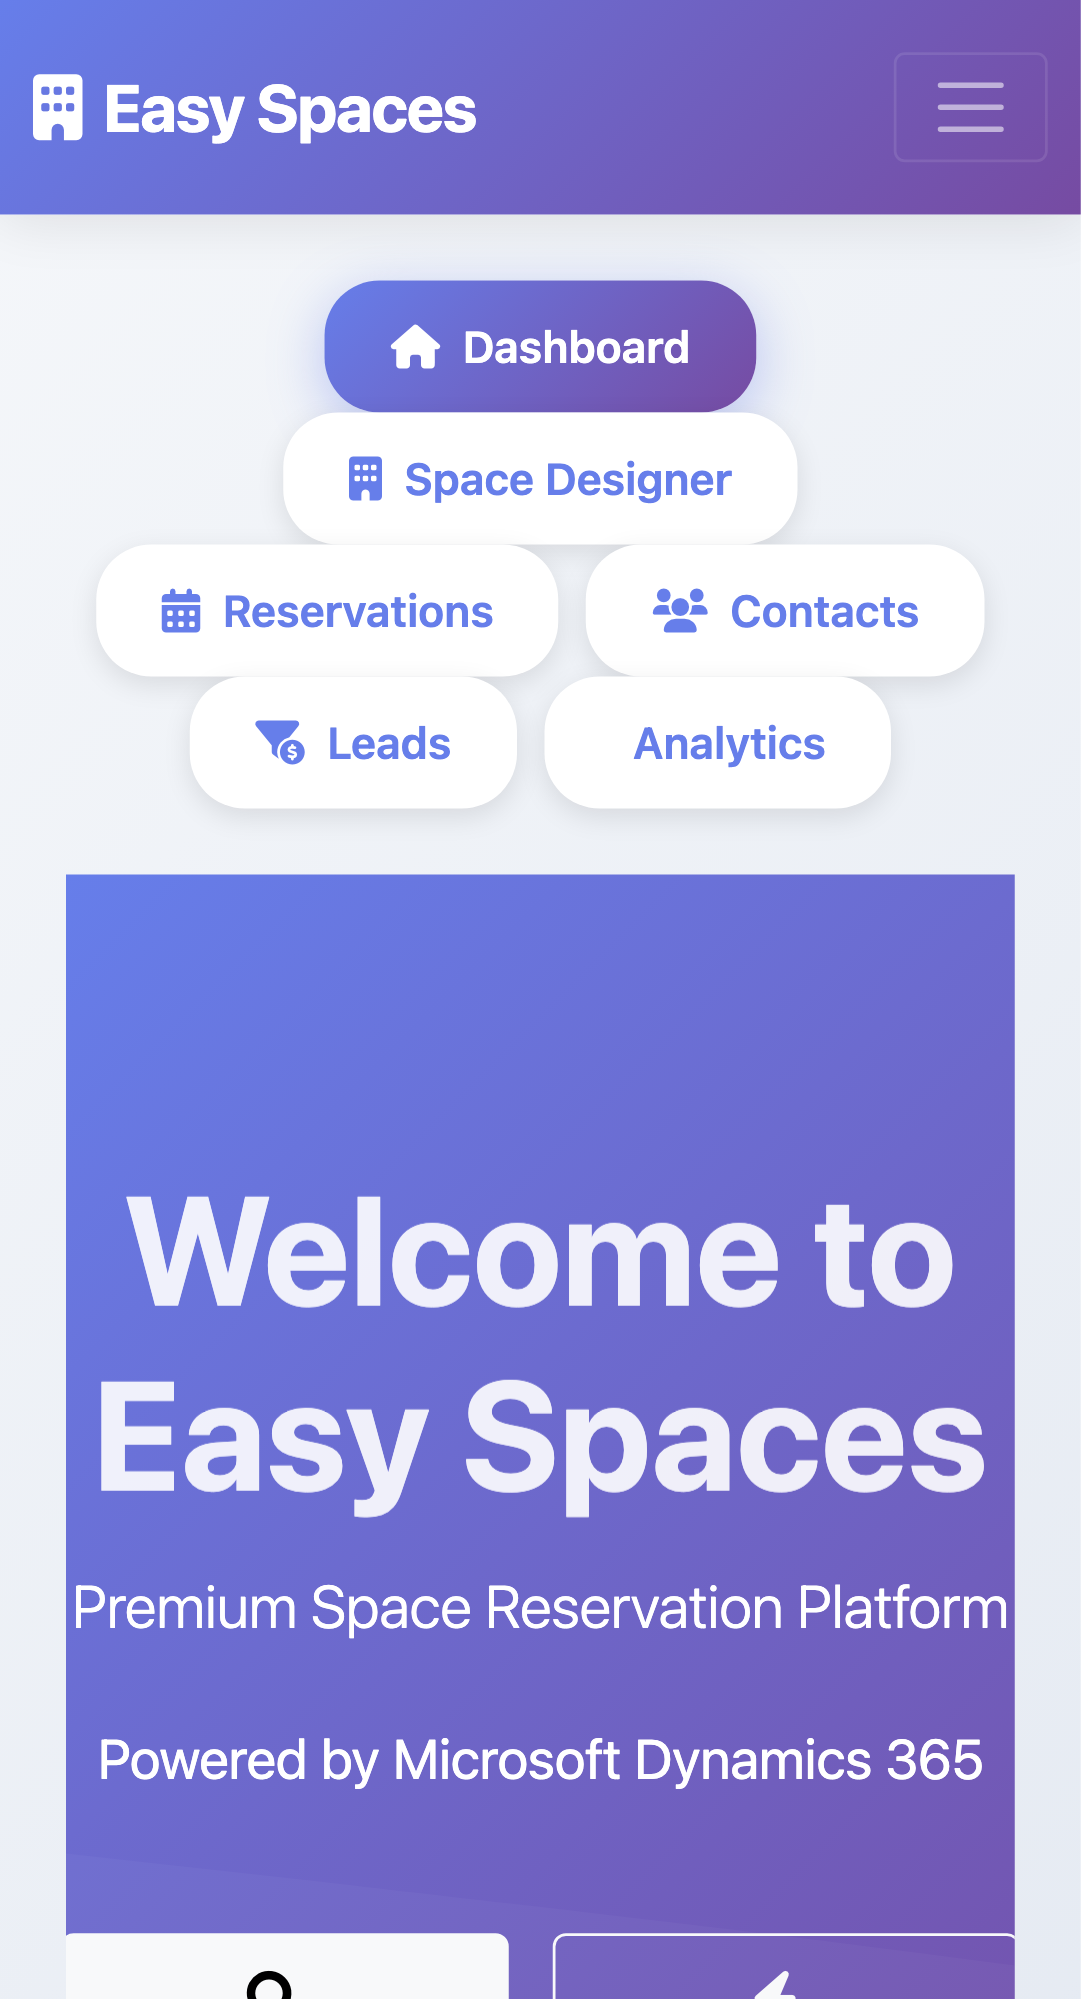 Easy Spaces
Dashboard
Space Designer
Reservations
Contacts
Leads
Analytics
Welcome to
Easy Spaces
Premium Space Reservation Platform
Powered by Microsoft Dynamics 365